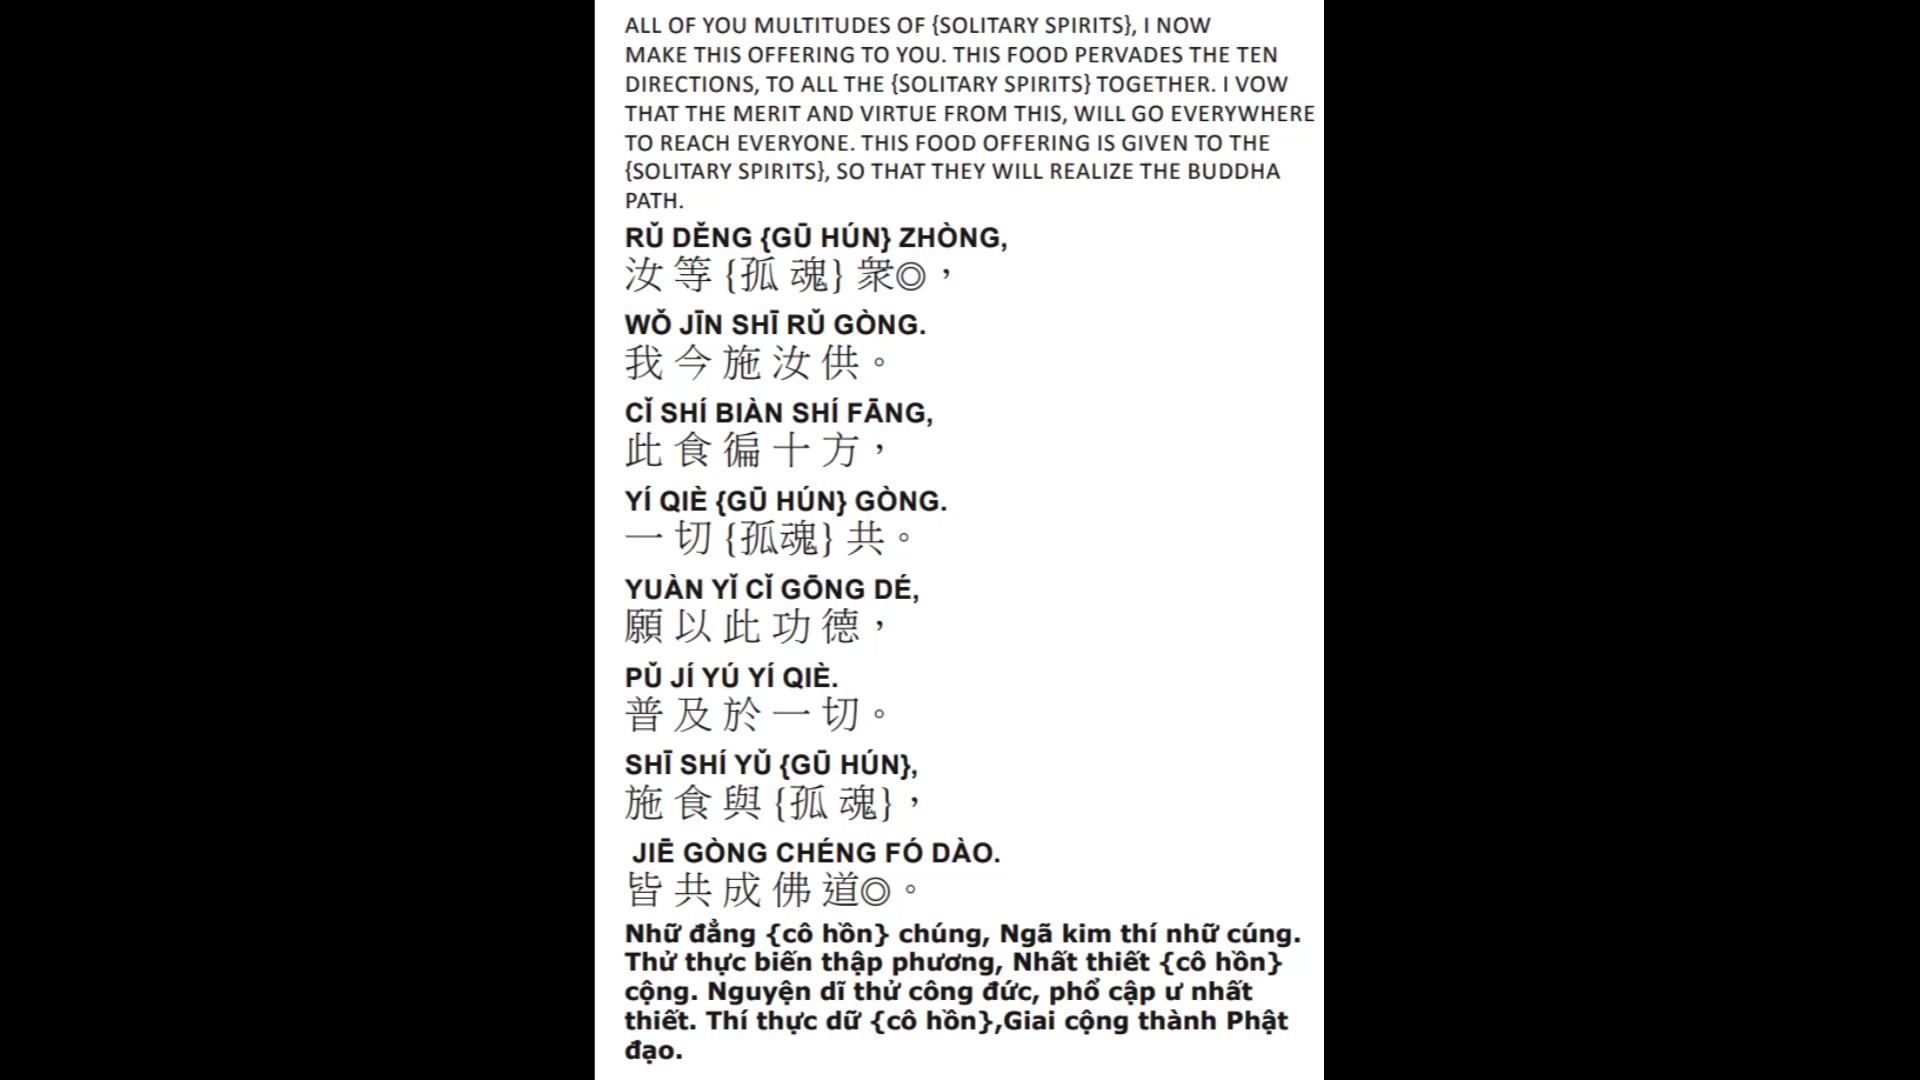 ALL OF YOU MULTITUDES OF {SOLITARY SPIRITS}, I NOW
MAKE THIS OFFERING TO YOU. THIS FOOD PERVADES THE TEN
DIRECTIONS, TO ALL THE {SOLITARY SPIRITS} TOGETHER. I VOW
THAT THE MERIT AND VIRTUE FROM THIS, WILL GO EVERYWHERE
TO REACH EVERYONE. THIS FOOD OFFERING IS GIVEN TO THE
{SOLITARY SPIRITS}, SO THAT THEY WILL REALIZE THE BUDDHA
PATH.
RǓ DĚNG {GŪ HÚN} ZHÒNG,
汝 等 {孤 魂} 衆◎，
WǑ JĪN SHĪ RǓ GÒNG.
我 今 施 汝 供。
CǏ SHÍ BIÀN SHÍ FĀNG,
此 食 徧 十 方，
YÍ QIÈ {GŪ HÚN} GÒNG.
一 切 {孤魂} 共。
YUÀN YǏ CǏ GŌNG DÉ,
願 以 此 功 德，
PǓ JÍ YÚ YÍ QIÈ.
普 及 於 一 切。
SHĪ SHÍ YǓ {GŪ HÚN},
施 食 與 {孤 魂}，
JIĒ GÒNG CHÉNG FÓ DÀO.
皆 共 成 佛 道◎。
Nhữ đẳng {cô hồn} chúng, Ngã kim thí nhữ cúng.
Thử thực biến thập phương, Nhất thiết {cô hồn}
cộng. Nguyện dĩ thử công đức, phổ cập ư nhất
thiết. Thí thực dữ {cô hồn},Giai cộng thành Phật
đạo.